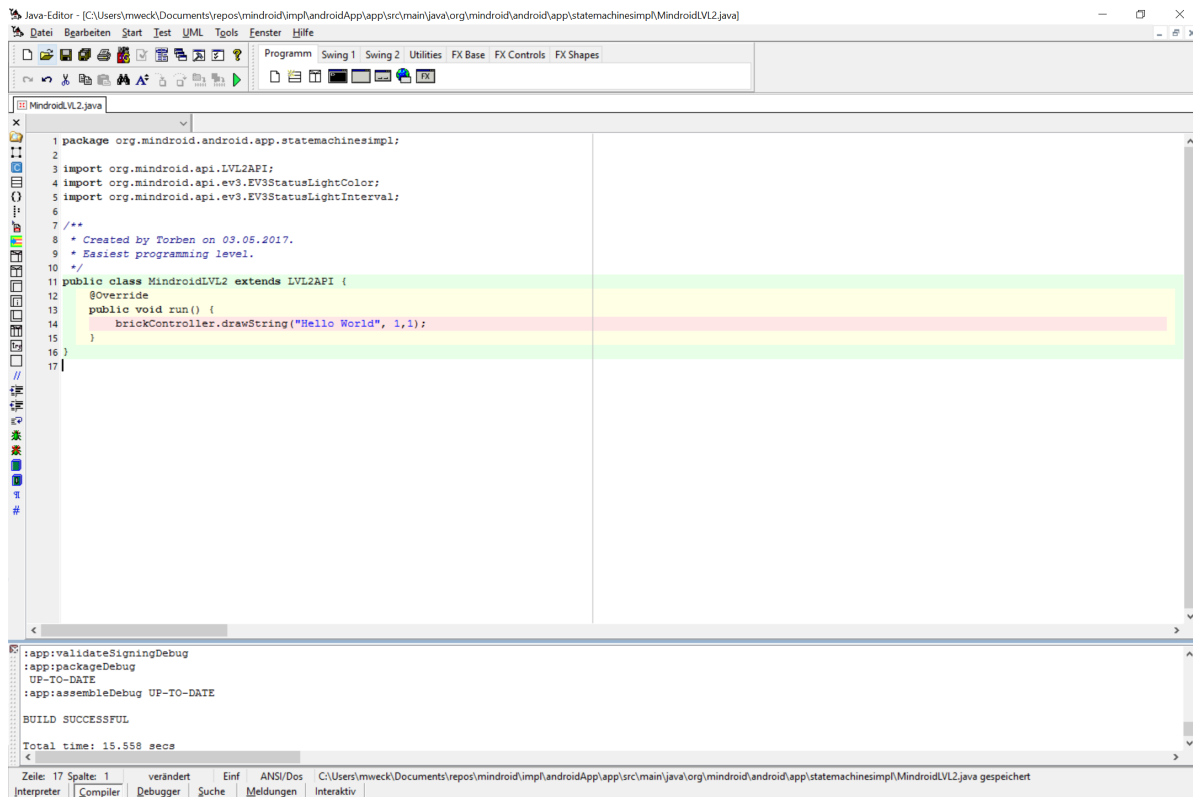 Java-Editor - [C:\Users\mweck\Documents\repos\mindroid\impl\androidApp\app\src\main\java\org\mindroid\android\app\statemachinesimpl\MindroidLVL2.java]
Datei Bearbeiten Start Test UML Tools Fenster Hilfe
Programm Swing 1 Swing 2 Utilities FX Base FX Controls FX Shapes
FX
MindroidLVL2.java
1 package org.mindroid.android.app.statemachinesimpl;
2
3 import org.mindroid.api.LVL2API;
4 import org.mindroid.api.ev3.EV3StatusLightColor;
5 import org.mindroid.api.ev3.EV3StatusLightInterval;
6
7 /**
8  * Created by Torben on 03.05.2017.
9  * Easiest programming level.
10  */
11 public class MindroidLVL2 extends LVL2API {
12     @Override
13     public void run() {
14         brickController.drawString("Hello World", 1,1);
15     }
16 }
17
:app:validateSigningDebug
:app:packageDebug
 UP-TO-DATE
:app:assembleDebug UP-TO-DATE
BUILD SUCCESSFUL
Total time: 15.558 secs
Zeile: 17 Spalte: 1 verändert Einf ANSI/Dos C:\Users\mweck\Documents\repos\mindroid\impl\androidApp\app\src\main\java\org\mindroid\android\app\statemachinesimpl\MindroidLVL2.java gespeichert
Interpreter Compiler Debugger Suche Meldungen Interaktiv